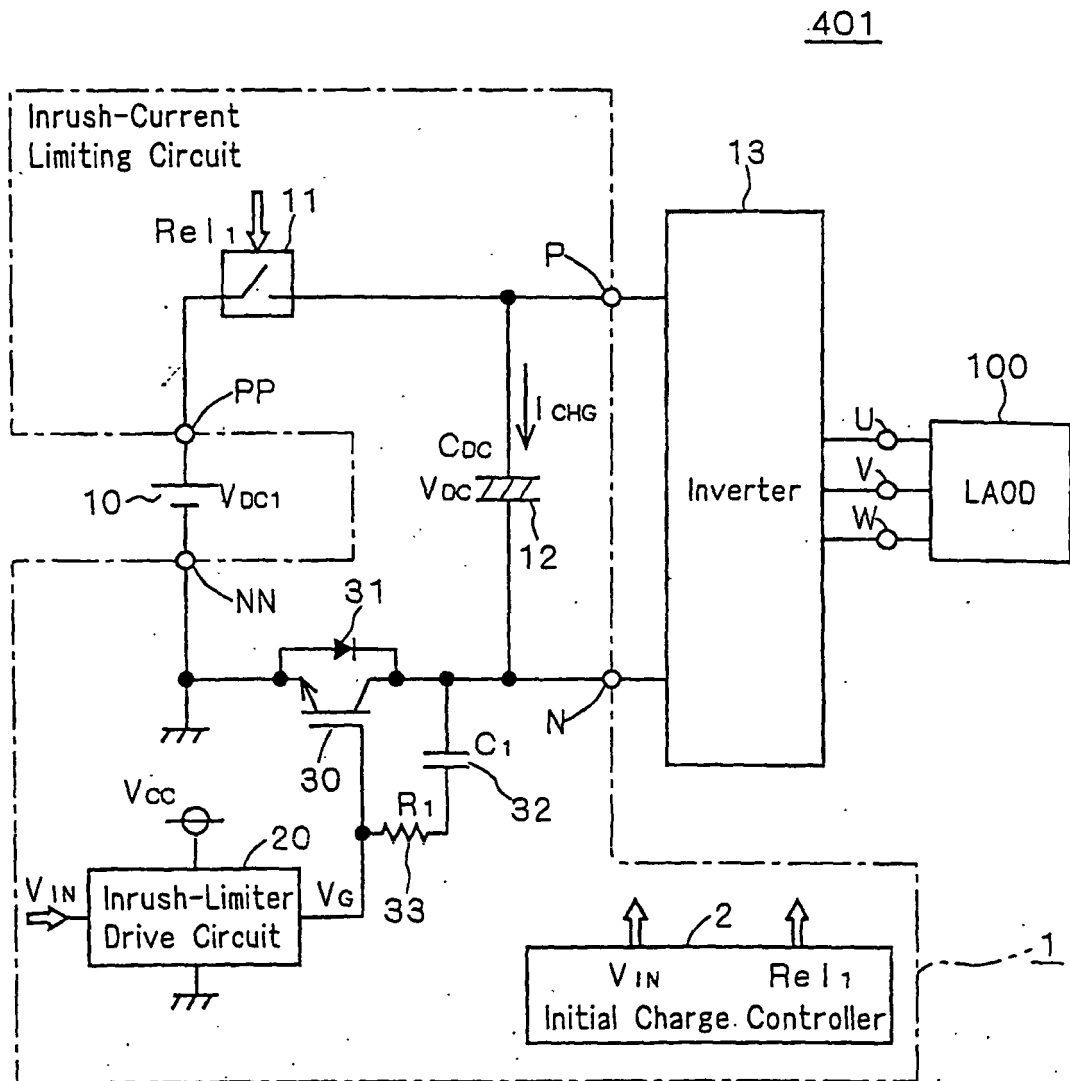 401
Inrush-Current
Limiting Circuit
13
11
Rel1
P
PP
100
ICHG
U
CDC
10
VDC1
VDC
Inverter
V
LAOD
W
12
NN
31
N
30
C1
32
VCC
R1
20
VIN
Inrush-Limiter
Drive Circuit
VG
33
2
1
VIN
Rel1
Initial Charge Controller